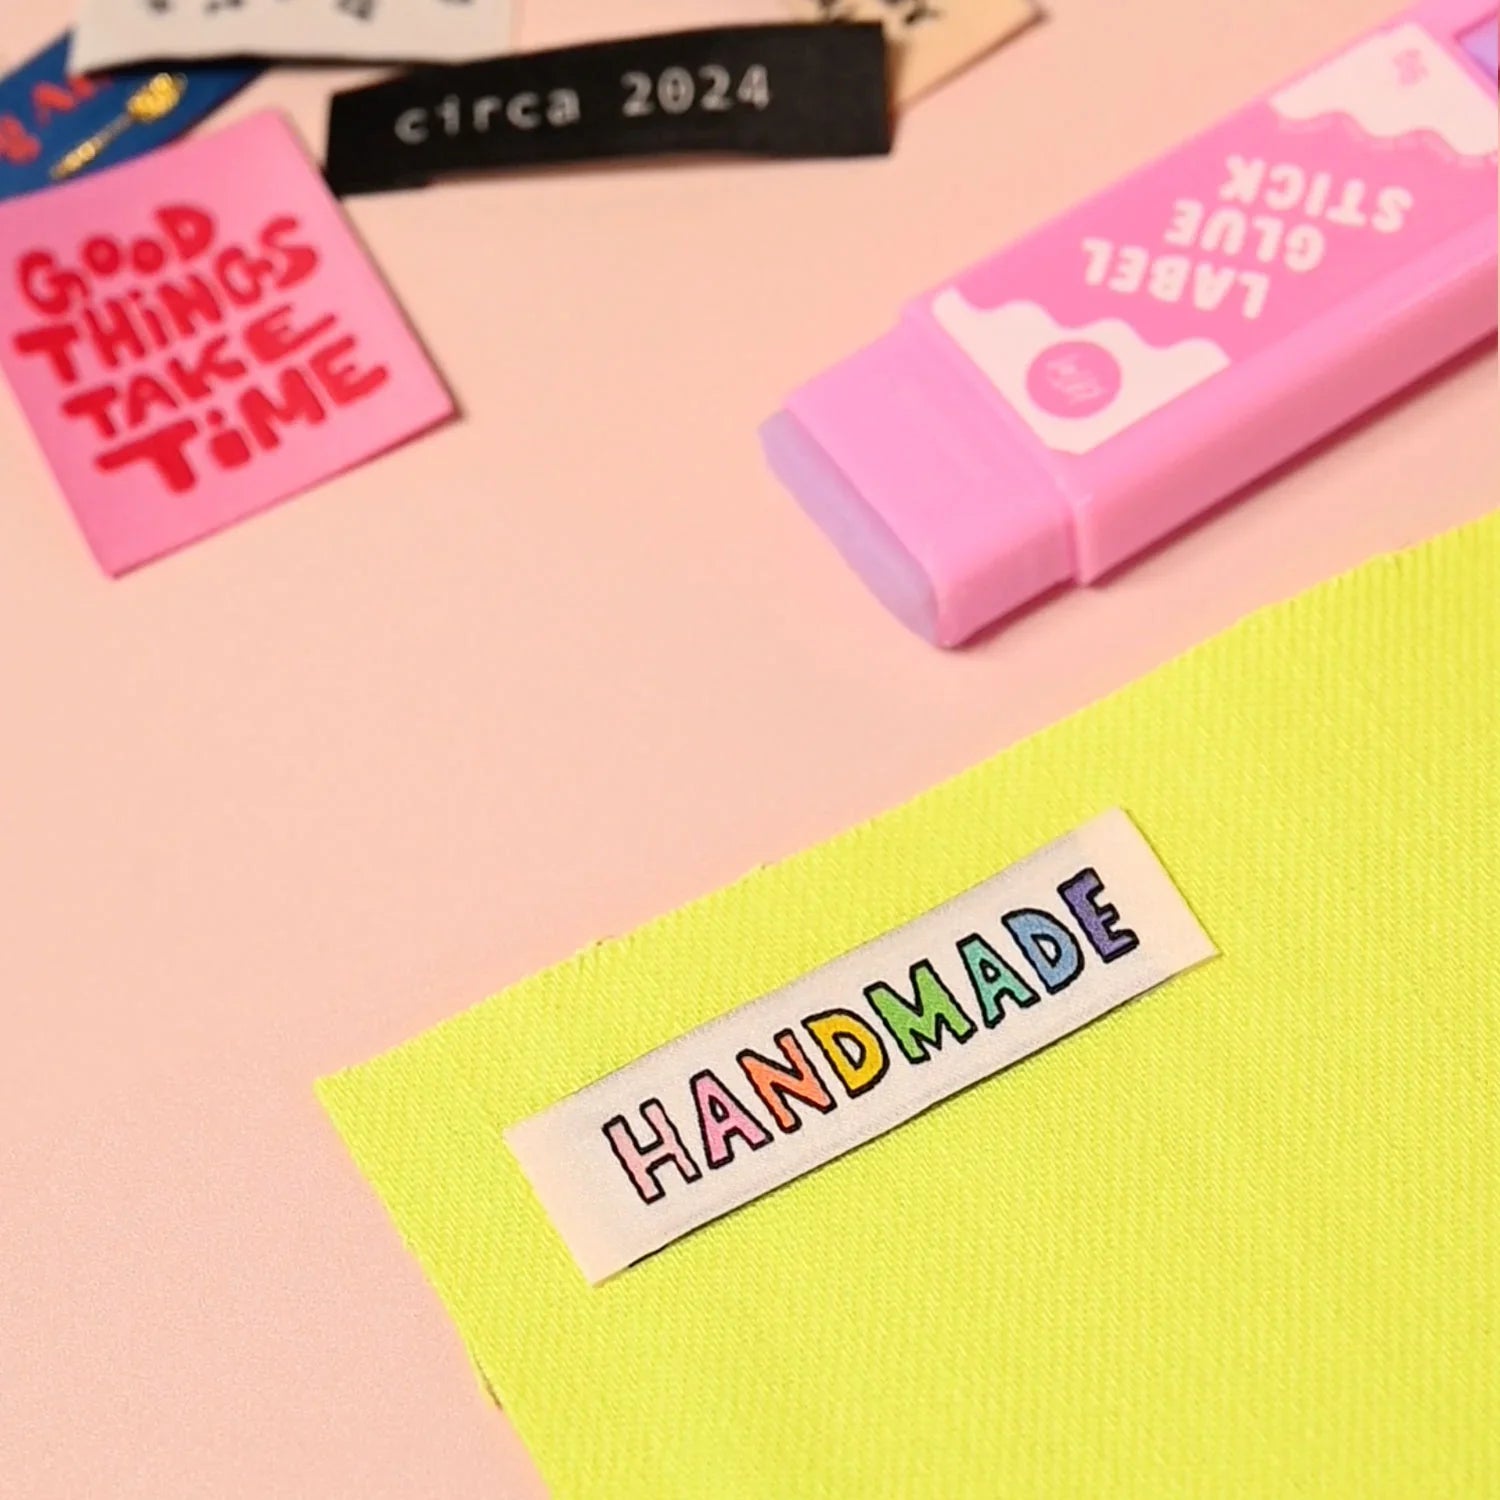 circa 2024
GOOD
THiNGS
TAKE
TiME
LABEL
GLUE
STICK
HANDMADE